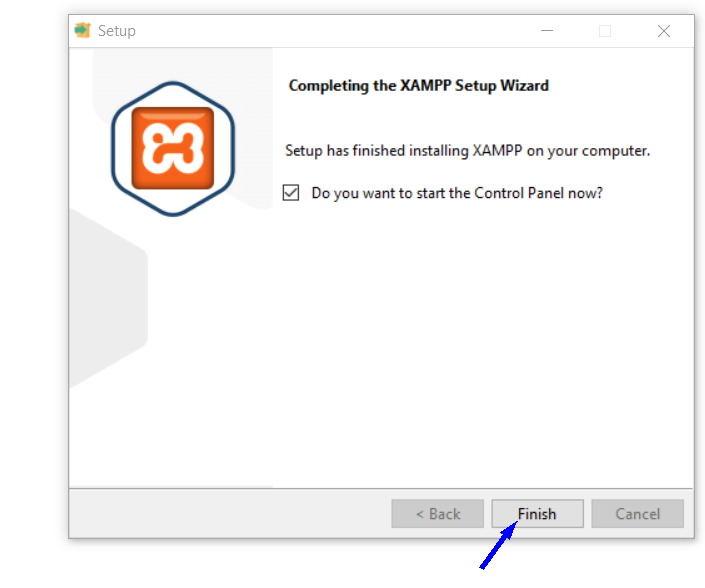 Setup
Completing the XAMPP Setup Wizard
Setup has finished installing XAMPP on your computer.
Do you want to start the Control Panel now?
< Back
Finish
Cancel